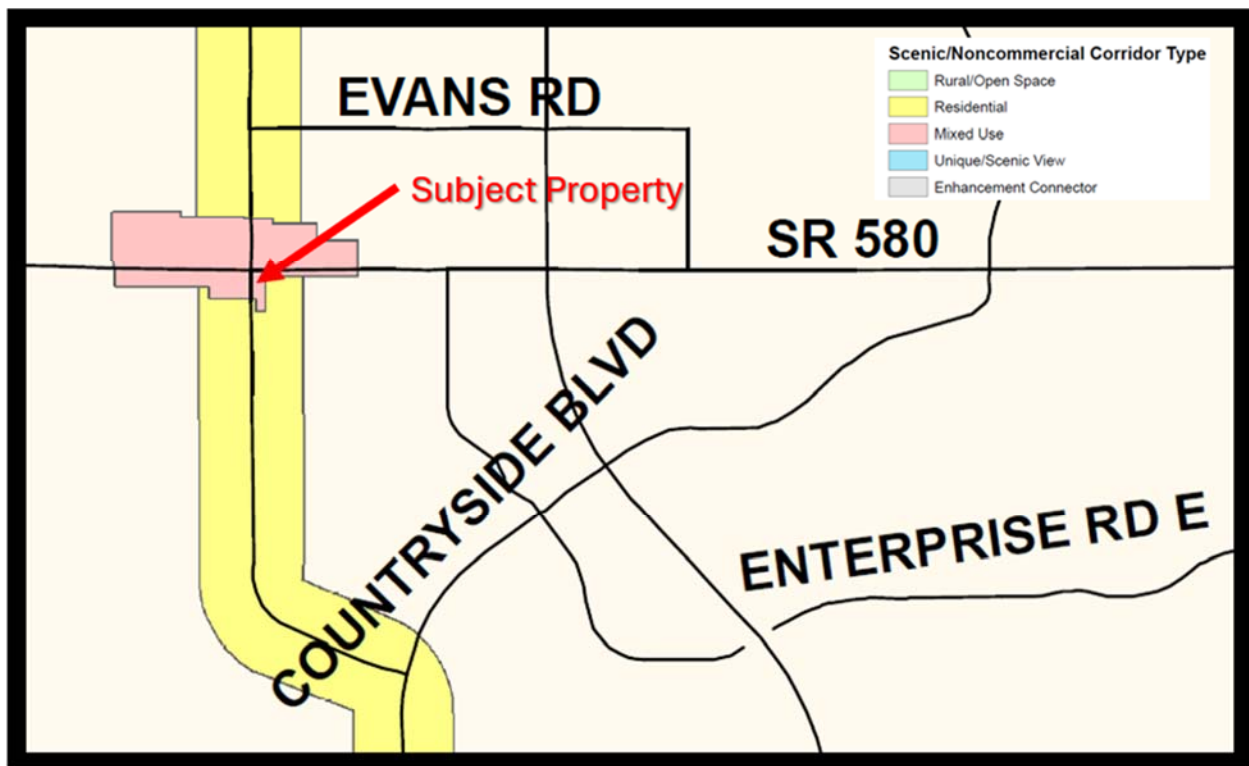 Scenic/Noncommercial Corridor Type
Rural/Open Space
Residential
Mixed Use
Unique/Scenic View
Enhancement Connector
EVANS RD
Subject Property
SR 580
COUNTRYSIDE BLVD
ENTERPRISE RD E